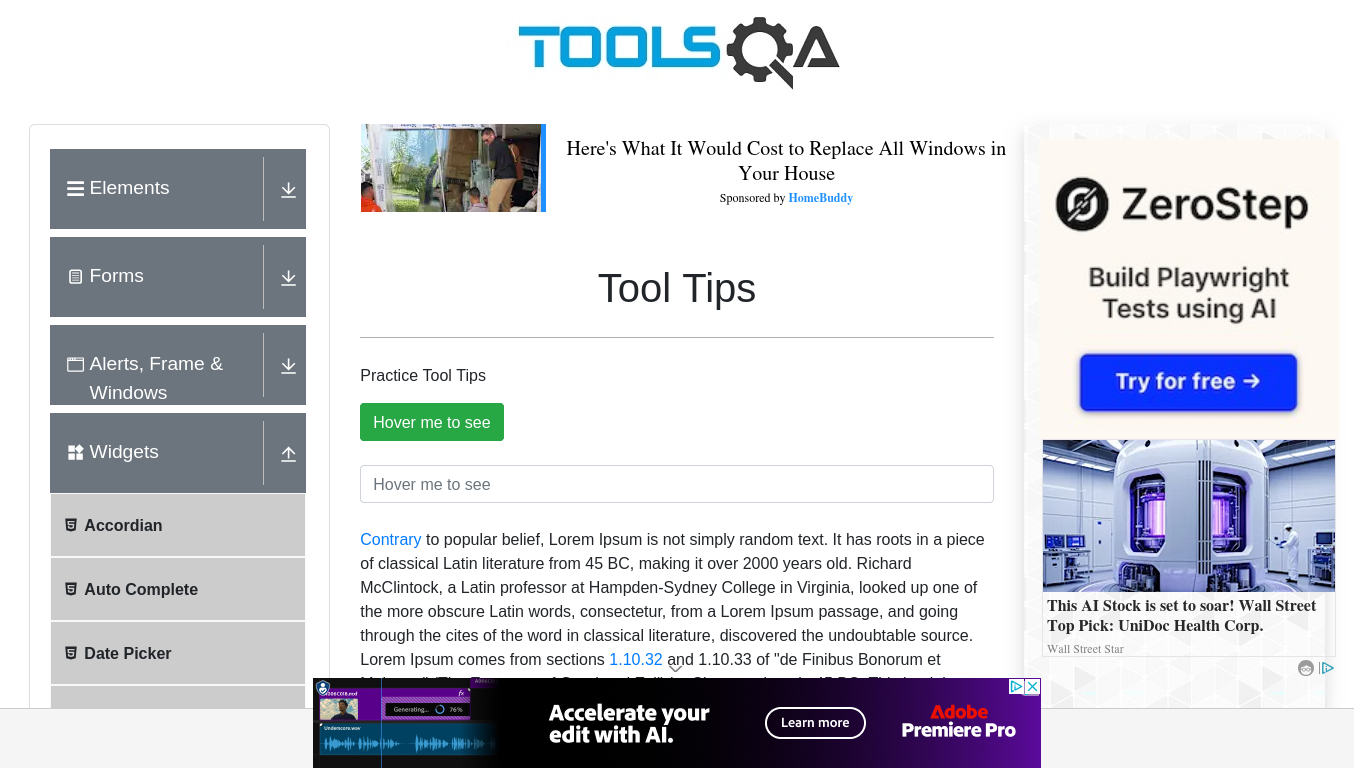 TOOLSQA
Elements
Forms
Alerts, Frame &
Windows
Widgets
Accordian
Auto Complete
Date Picker
Here's What It Would Cost to Replace All Windows in
Your House
Sponsored by HomeBuddy
Tool Tips
Practice Tool Tips
Hover me to see
Hover me to see
Contrary to popular belief, Lorem Ipsum is not simply random text. It has roots in a piece
of classical Latin literature from 45 BC, making it over 2000 years old. Richard
McClintock, a Latin professor at Hampden-Sydney College in Virginia, looked up one of
the more obscure Latin words, consectetur, from a Lorem Ipsum passage, and going
through the cites of the word in classical literature, discovered the undoubtable source.
Lorem Ipsum comes from sections 1.10.32 and 1.10.33 of "de Finibus Bonorum et
ZeroStep
Build Playwright
Tests using AI
Try for free →
This AI Stock is set to soar! Wall Street
Top Pick: UniDoc Health Corp.
Wall Street Star
Generating...
76%
fx
Underscore.wav
Accelerate your
edit with AI.
Learn more
Adobe
Premiere Pro